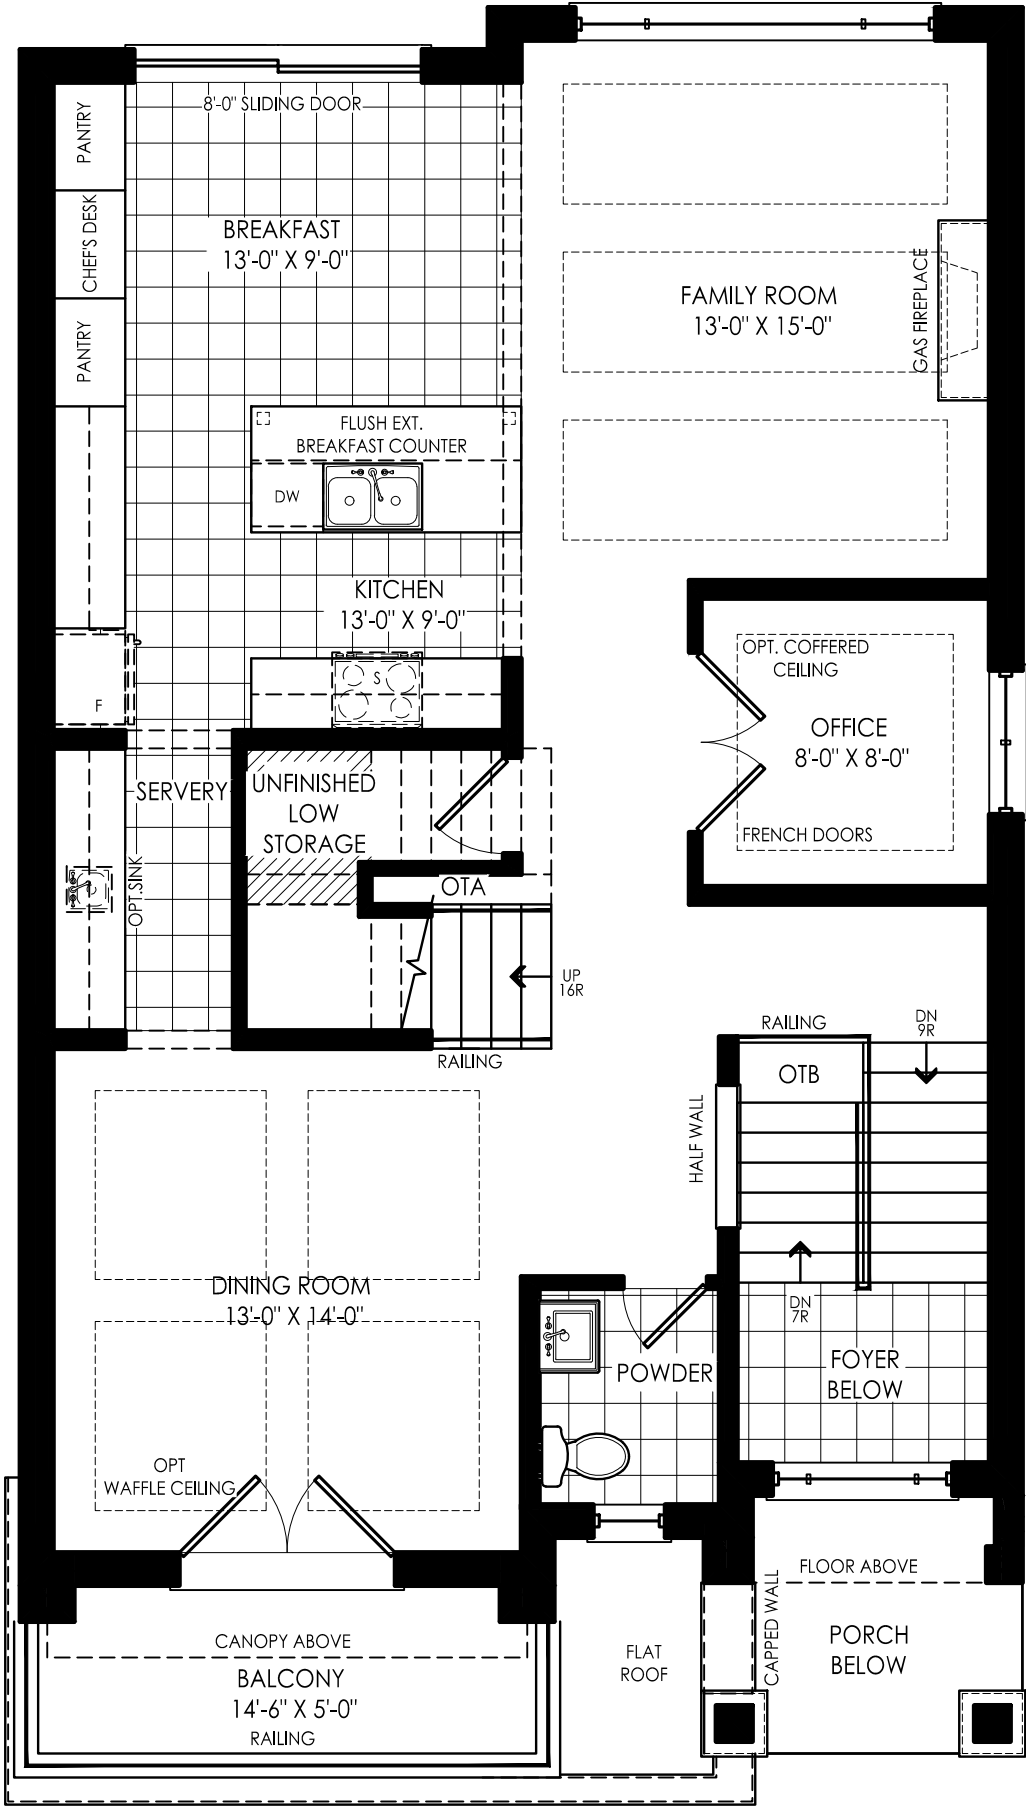 8'-0" SLIDING DOOR
PANTRY
CHEF'S DESK
PANTRY
BREAKFAST
13'-0" X 9'-0"
FAMILY ROOM
13'-0" X 15'-0"
GAS FIREPLACE
FLUSH EXT.
BREAKFAST COUNTER
DW
KITCHEN
13'-0" X 9'-0"
S
F
OPT. COFFERED
CEILING
OFFICE
8'-0" X 8'-0"
FRENCH DOORS
SERVERY
UNFINISHED
LOW
STORAGE
OPT.SINK
OTA
UP
16R
RAILING
RAILING
DN
9R
OTB
HALF WALL
DN
7R
DINING ROOM
13'-0" X 14'-0"
OPT
WAFFLE CEILING
POWDER
FOYER
BELOW
FLOOR ABOVE
CAPPED WALL
PORCH
BELOW
FLAT
ROOF
CANOPY ABOVE
BALCONY
14'-6" X 5'-0"
RAILING